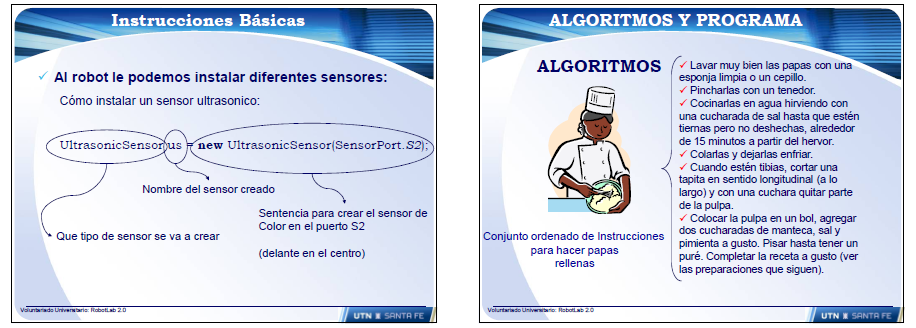 Instrucciones Básicas
✓ Al robot le podemos instalar diferentes sensores:
Cómo instalar un sensor ultrasonico:
UltrasonicSensor us = new UltrasonicSensor(SensorPort.S2);
Nombre del sensor creado
Sentencia para crear el sensor de
Color en el puerto S2
Que tipo de sensor se va a crear
(delante en el centro)
Voluntariado Universitario: RobotLab 2.0
UTN SANTA FE
ALGORITMOS Y PROGRAMA
ALGORITMOS
Conjunto ordenado de Instrucciones
para hacer papas
rellenas
✓ Lavar muy bien las papas con una
esponja limpia o un cepillo.
✓ Pincharlas con un tenedor.
✓ Cocinarlas en agua hirviendo con
una cucharada de sal hasta que estén
tiernas pero no deshechas, alrededor
de 15 minutos a partir del hervor.
✓ Colarlas y dejarlas enfriar.
✓ Cuando estén tibias, cortar una
tapita en sentido longitudinal (a lo
largo) y con una cuchara quitar parte
de la pulpa.
✓ Colocar la pulpa en un bol, agregar
dos cucharadas de manteca, sal y
pimienta a gusto. Pisar hasta tener un
puré. Completar la receta a gusto (ver
las preparaciones que siguen).
Voluntariado Universitario: RobotLab 2.0
UTN SANTA FE